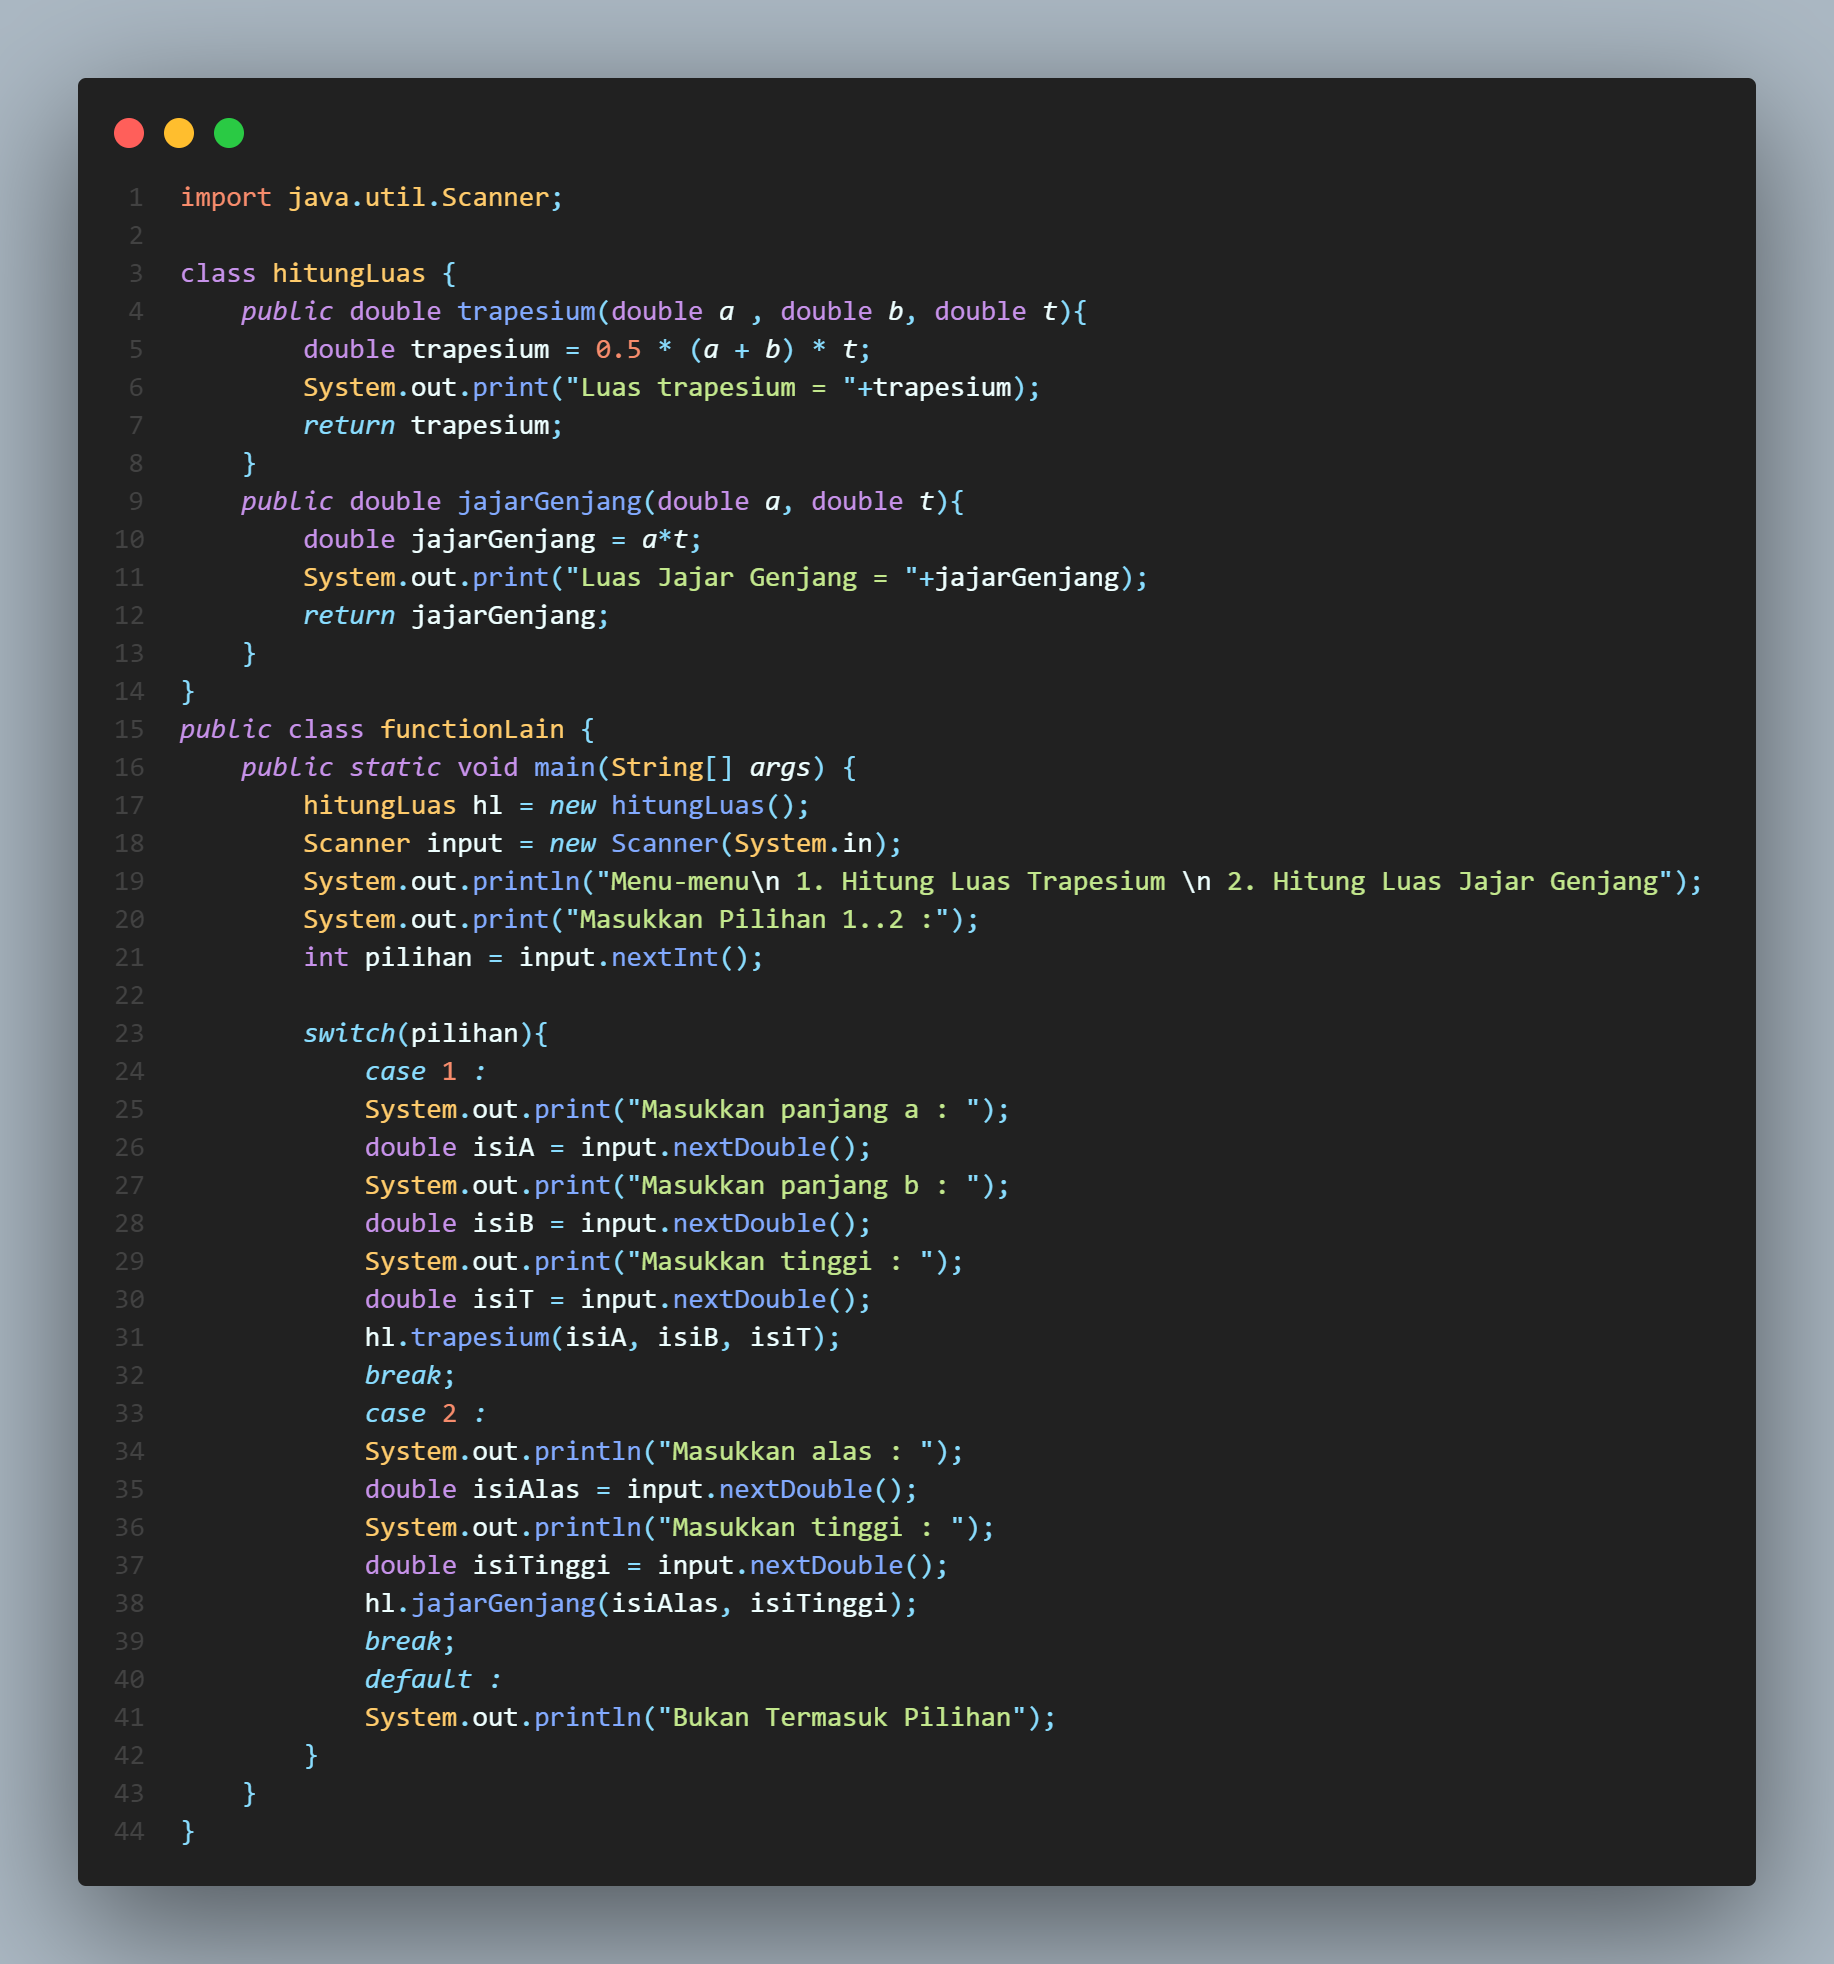 1 import java.util.Scanner;
2
3 class hitungLuas {
4     public double trapesium(double a , double b, double t){
5         double trapesium = 0.5 * (a + b) * t;
6         System.out.print("Luas trapesium = "+trapesium);
7         return trapesium;
8     }
9     public double jajarGenjang(double a, double t){
10         double jajarGenjang = a*t;
11         System.out.print("Luas Jajar Genjang = "+jajarGenjang);
12         return jajarGenjang;
13     }
14 }
15 public class functionLain {
16     public static void main(String[] args) {
17         hitungLuas hl = new hitungLuas();
18         Scanner input = new Scanner(System.in);
19         System.out.println("Menu-menu\n 1. Hitung Luas Trapesium \n 2. Hitung Luas Jajar Genjang");
20         System.out.print("Masukkan Pilihan 1..2 :");
21         int pilihan = input.nextInt();
22
23         switch(pilihan){
24             case 1 :
25             System.out.print("Masukkan panjang a : ");
26             double isiA = input.nextDouble();
27             System.out.print("Masukkan panjang b : ");
28             double isiB = input.nextDouble();
29             System.out.print("Masukkan tinggi : ");
30             double isiT = input.nextDouble();
31             hl.trapesium(isiA, isiB, isiT);
32             break;
33             case 2 :
34             System.out.println("Masukkan alas : ");
35             double isiAlas = input.nextDouble();
36             System.out.println("Masukkan tinggi : ");
37             double isiTinggi = input.nextDouble();
38             hl.jajarGenjang(isiAlas, isiTinggi);
39             break;
40             default :
41             System.out.println("Bukan Termasuk Pilihan");
42         }
43     }
44 }